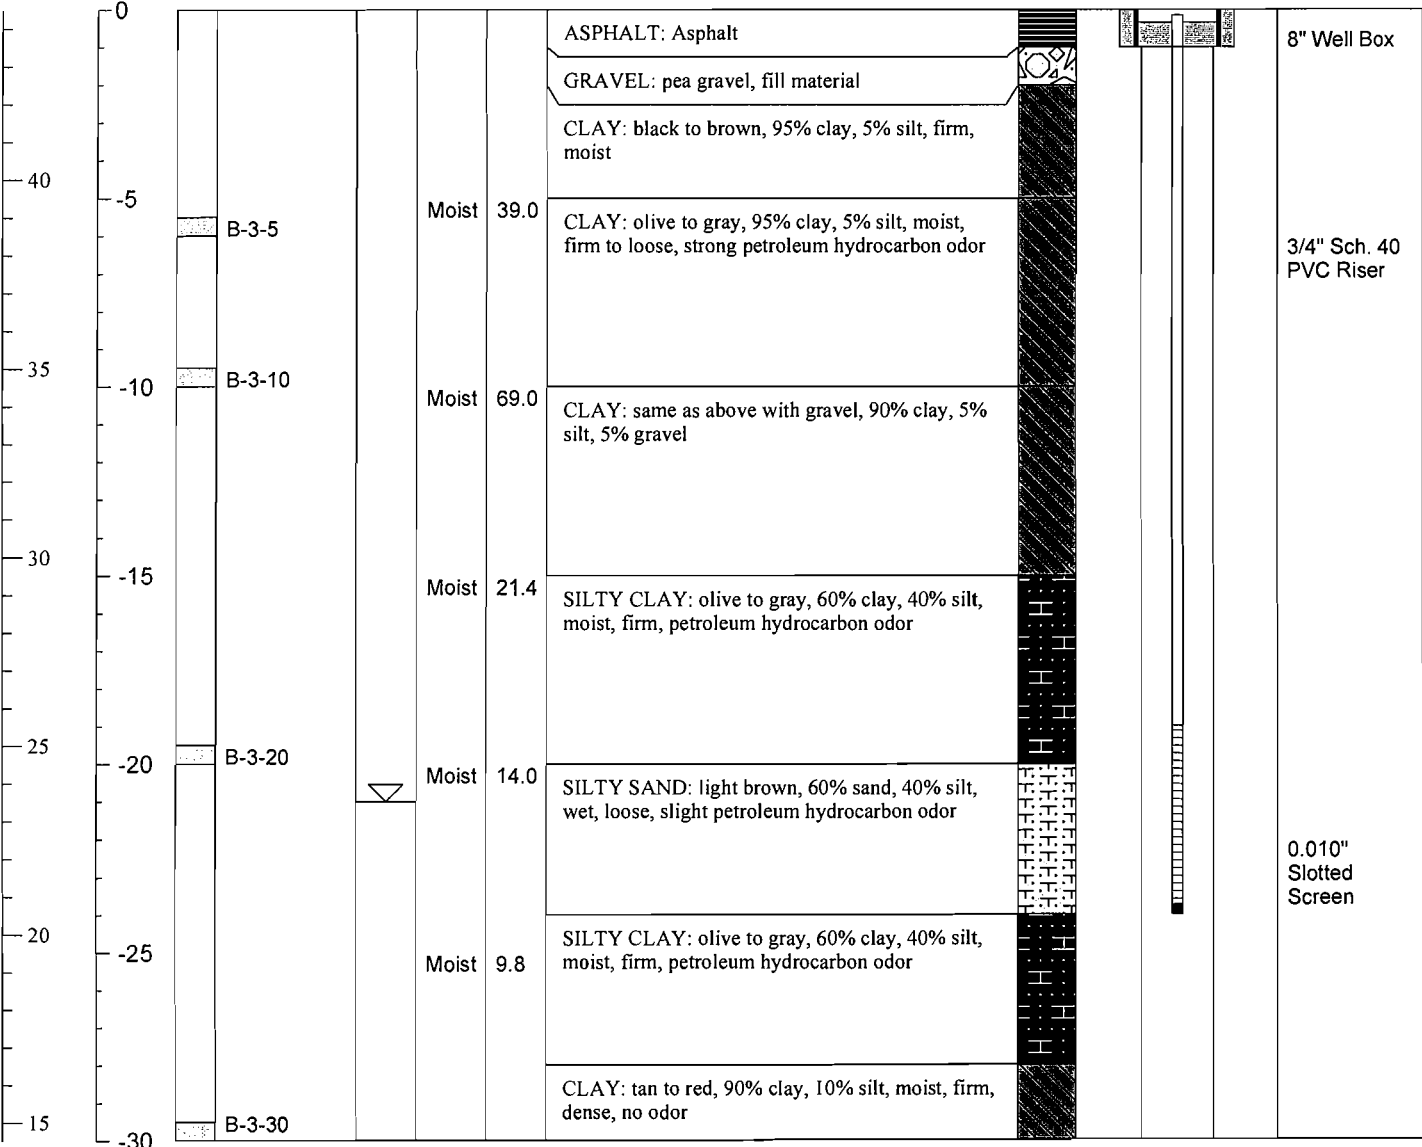 0
ASPHALT: Asphalt
8" Well Box
GRAVEL: pea gravel, fill material
CLAY: black to brown, 95% clay, 5% silt, firm,
moist
40
-5
Moist 39.0
B-3-5
CLAY: olive to gray, 95% clay, 5% silt, moist,
firm to loose, strong petroleum hydrocarbon odor
3/4" Sch. 40
PVC Riser
35
B-3-10
-10
Moist 69.0
CLAY: same as above with gravel, 90% clay, 5%
silt, 5% gravel
30
-15
Moist 21.4
SILTY CLAY: olive to gray, 60% clay, 40% silt,
moist, firm, petroleum hydrocarbon odor
25
B-3-20
-20
Moist 14.0
SILTY SAND: light brown, 60% sand, 40% silt,
wet, loose, slight petroleum hydrocarbon odor
0.010"
Slotted
Screen
20
-25
SILTY CLAY: olive to gray, 60% clay, 40% silt,
moist, firm, petroleum hydrocarbon odor
Moist 9.8
CLAY: tan to red, 90% clay, 10% silt, moist, firm,
dense, no odor
15
B-3-30
-30